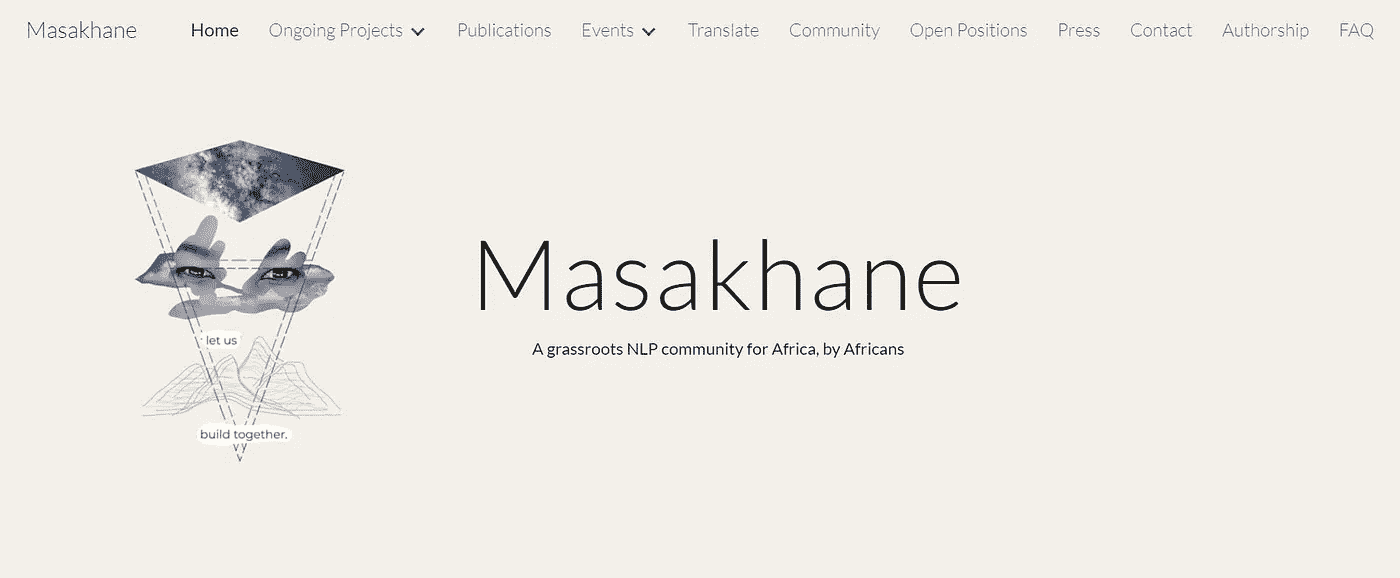 Masakhane Home Ongoing Projects Publications Events Translate Community Open Positions Press Contact Authorship FAQ
Masakhane
A grassroots NLP community for Africa, by Africans
let us
build together.